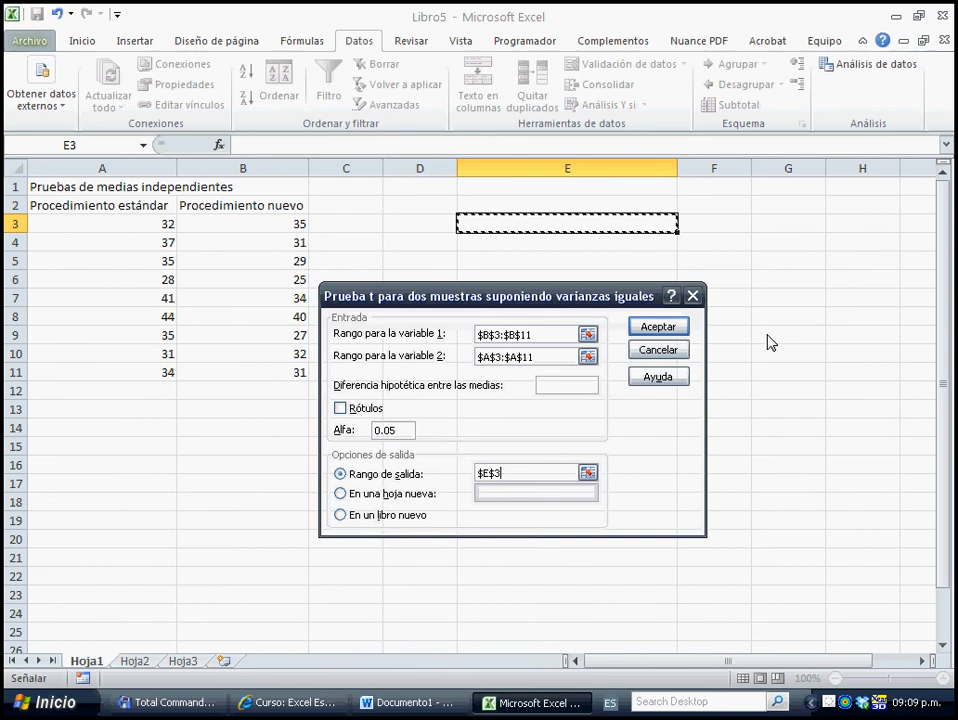 Libro5 - Microsoft Excel
Archivo Inicio Insertar Diseño de página Fórmulas Datos Revisar Vista Programador Complementos Nuance PDF Acrobat Equipo
Obtener datos externos
Actualizar todo
Conexiones
Propiedades
Editar vínculos
Conexiones
Ordenar
Filtro
Borrar
Volver a aplicar
Avanzadas
Ordenar y filtrar
Texto en columnas
Quitar duplicados
Validación de datos
Consolidar
Análisis Y si
Herramientas de datos
Agrupar
Desagrupar
Subtotal
Esquema
Análisis de datos
Análisis
E3 fx
A B C D E F G H
1 Pruebas de medias independientes
2 Procedimiento estándar Procedimiento nuevo
3 32 35
4 37 31
5 35 29
6 28 25
7 41 34
8 44 40
9 35 27
10 31 32
11 34 31
12
13
14
15
16
17
18
19
20
21
22
23
24
25
26
Prueba t para dos muestras suponiendo varianzas iguales
Entrada
Rango para la variable 1: $B$3:$B$11
Rango para la variable 2: $A$3:$A$11
Diferencia hipotética entre las medias:
Rótulos
Alfa: 0.05
Opciones de salida
Rango de salida: $E$3
En una hoja nueva:
En un libro nuevo
Aceptar
Cancelar
Ayuda
Hoja1 Hoja2 Hoja3
Señalar 100%
Inicio Total Command... Curso: Excel Es... Documento1 - ... Microsoft Excel ... ES Search Desktop 09:09 p.m.